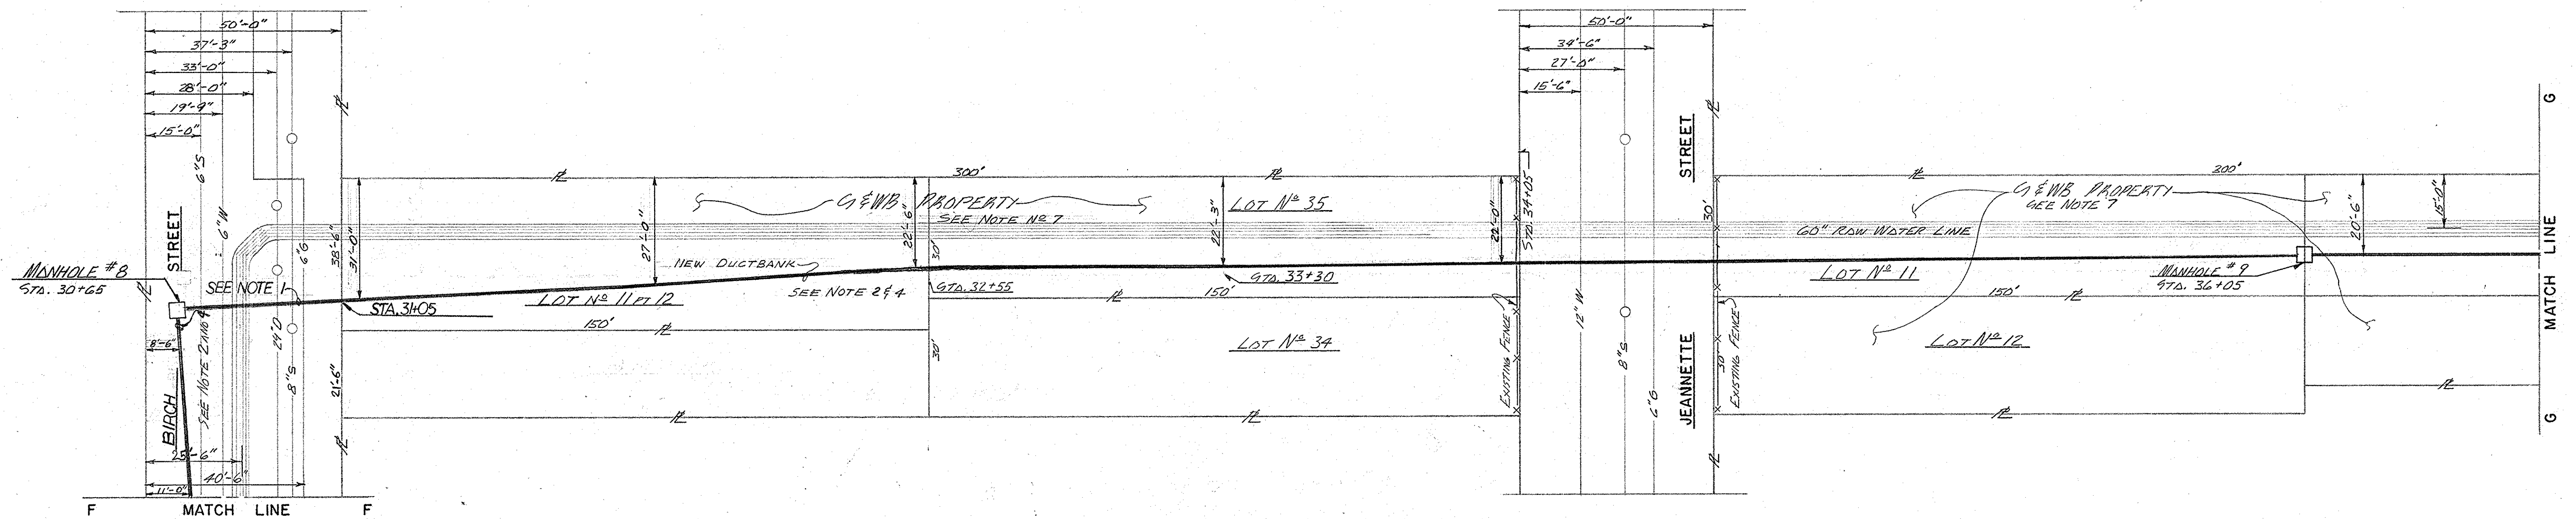 50'-0"
37'-3"
33'-0"
28'-0"
19'-9"
15'-0"
6"S
6"W
STREET
MANHOLE #8
STA. 30+65
SEE NOTE 1
8'-6"
SEE NOTE 2 AND 4
BIRCH
24"D
8"S
6"G
38'-6"
31'-0"
21'-6"
25'-6"
40'-6"
11'-0"
F MATCH LINE F
STA. 31+05
27'-0"
NEW DUCTBANK
LOT Nº 11 PT 12
150'
SEE NOTE 2 & 4
S&WB PROPERTY
SEE NOTE Nº 7
300'
22'-6"
30'
STA. 32+55
30'
LOT Nº 35
22'-3"
STA. 33+30
150'
LOT Nº 34
22'-0"
STA. 34+05
EXISTING FENCE
50'-0"
34'-6"
27'-0"
15'-6"
12"W
8"S
6"G
STREET
JEANNETTE
30'
30'
EXISTING FENCE
S&WB PROPERTY
SEE NOTE 7
300'
60" RAW WATER LINE
LOT Nº 11
150'
LOT Nº 12
MANHOLE #9
STA. 36+05
20'-6"
15'-0"
G
MATCH LINE
G